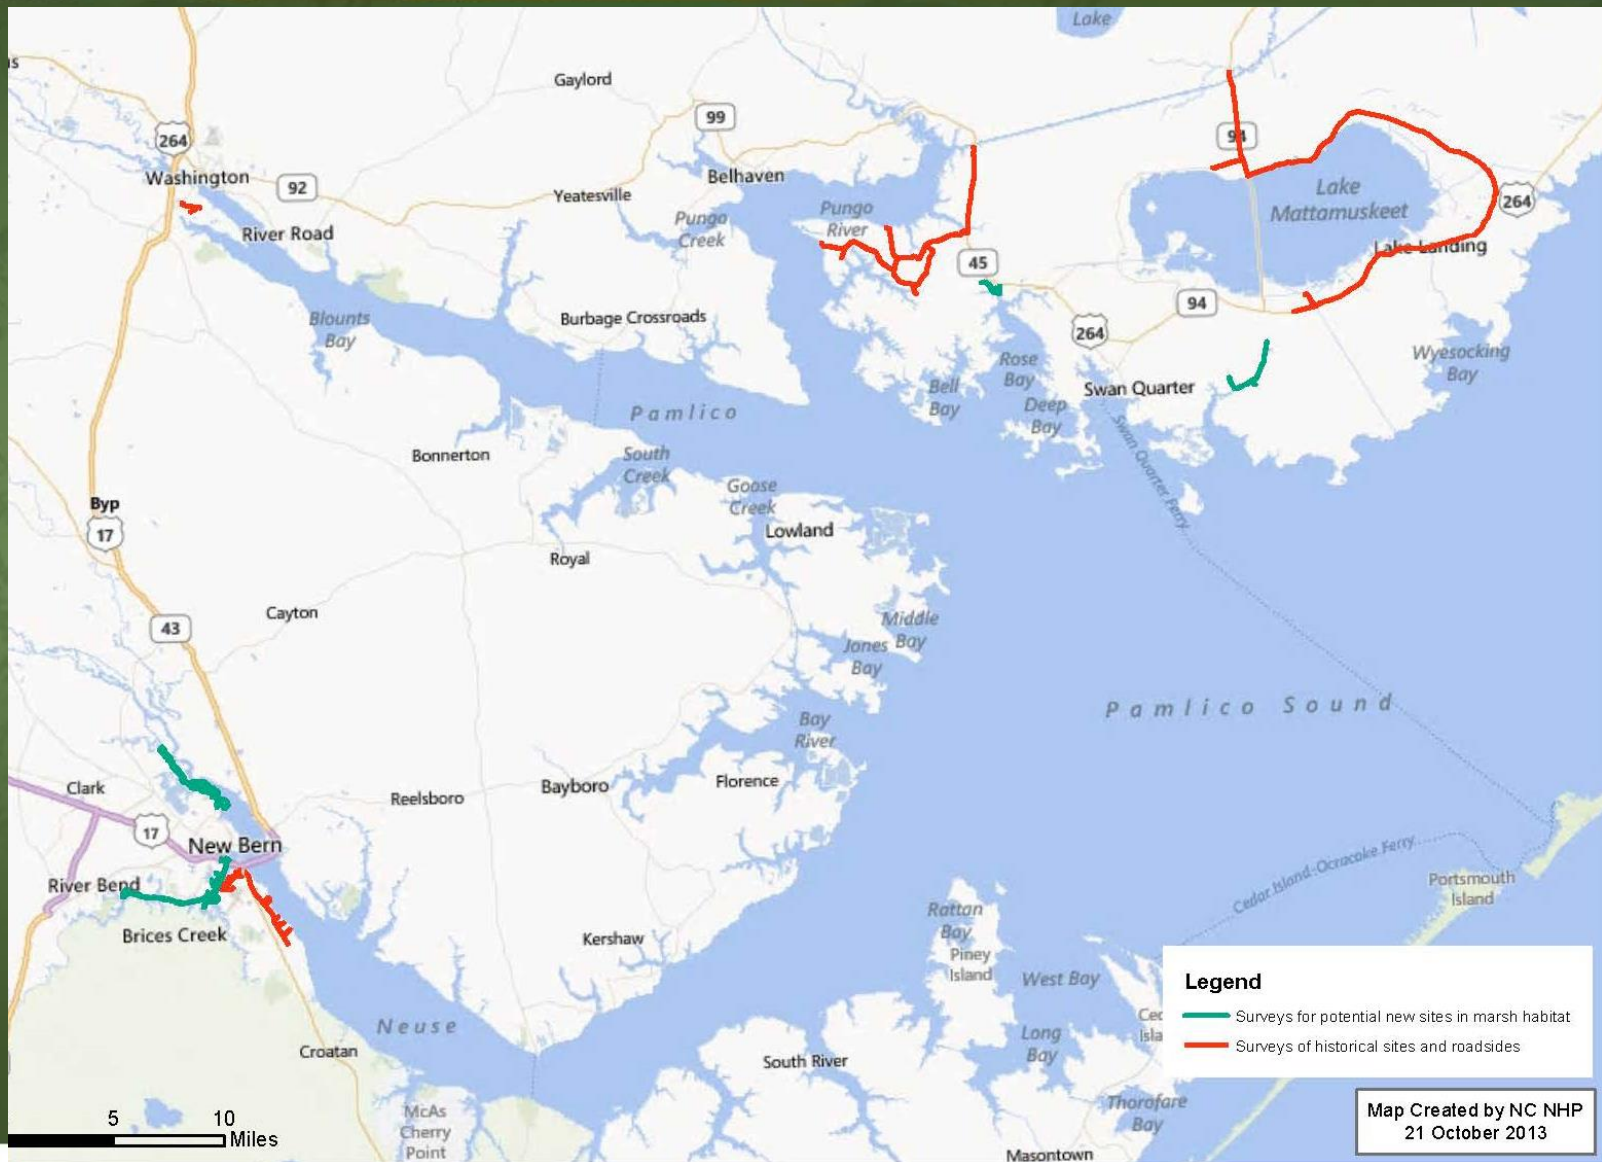 Lake
is
Gaylord
99
264
94
Washington
92
Belhaven
Yeatesville
Lake
Mattamuskeet
264
Pungo
River
Pungo
Creek
River Road
Lake Landing
45
94
Blounts
Bay
Burbage Crossroads
264
Rose
Bay
Wyesocking
Bay
Bell
Bay
Swan Quarter
Deep
Bay
Pamlico
Swan Quarter Ferry
Bonnerton
South
Creek
Goose
Creek
Byp
17
Lowland
Royal
Cayton
43
Middle
Bay
Jones
Bay
Pamlico Sound
Bay
River
Clark
Reelsboro
Bayboro
Florence
17
New Bern
River Bend
Cedar Island-Ocracoke Ferry
Portsmouth
Island
Brices Creek
Kershaw
Rattan
Bay
Piney
Island
West Bay
Legend
Surveys for potential new sites in marsh habitat
Surveys of historical sites and roadsides
Ced
Isla
Neuse
Croatan
South River
Long
Bay
Thorofare
Bay
McAs
Cherry
Point
Masontown
5 10
Miles
Map Created by NC NHP
21 October 2013